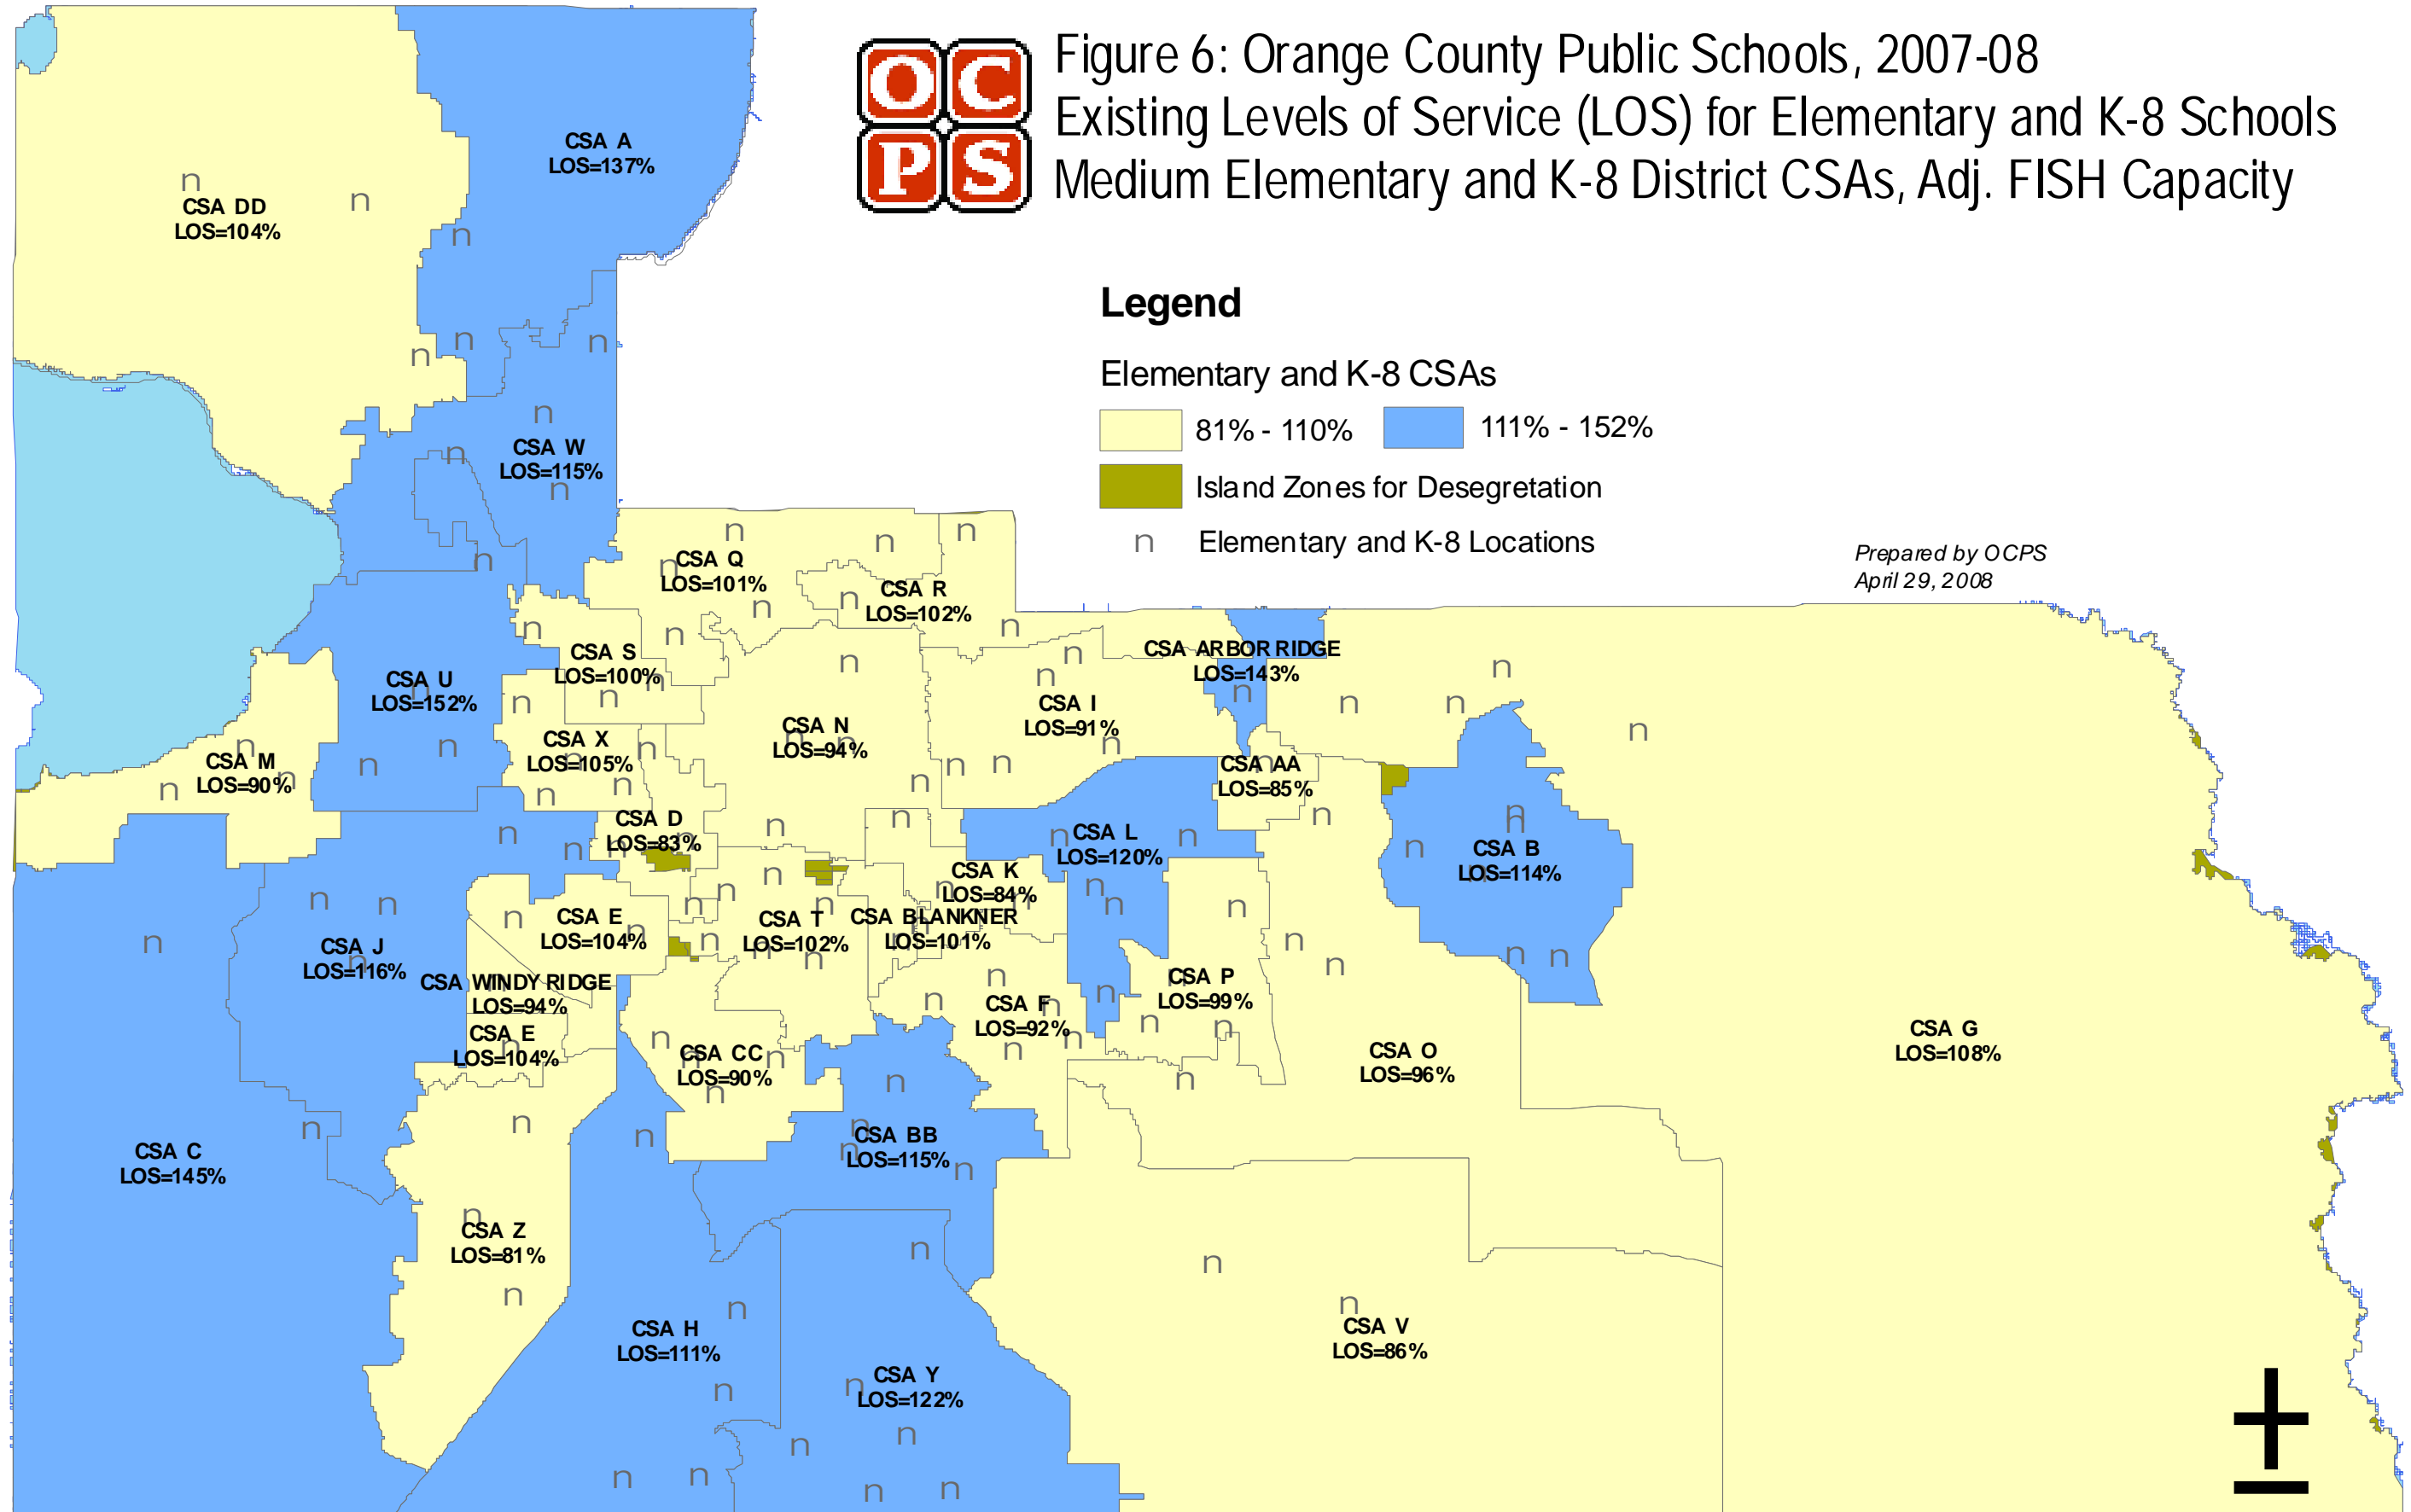 OC
PS
Figure 6: Orange County Public Schools, 2007-08
Existing Levels of Service (LOS) for Elementary and K-8 Schools
Medium Elementary and K-8 District CSAs, Adj. FISH Capacity
Legend
Elementary and K-8 CSAs
81% - 110%
111% - 152%
Island Zones for Desegretation
n Elementary and K-8 Locations
Prepared by OCPS
April 29, 2008
CSA A
LOS=137%
CSA DD
LOS=104%
CSA W
LOS=115%
CSA Q
LOS=101%
CSA R
LOS=102%
CSA S
LOS=100%
CSA ARBOR RIDGE
LOS=143%
CSA U
LOS=152%
CSA I
LOS=91%
CSA N
LOS=94%
CSA X
LOS=105%
CSA M
LOS=90%
CSA AA
LOS=85%
CSA D
LOS=83%
CSA L
LOS=120%
CSA B
LOS=114%
CSA K
LOS=84%
CSA E
LOS=104%
CSA T
LOS=102%
CSA BLANKNER
LOS=101%
CSA J
LOS=116%
CSA WINDY RIDGE
LOS=94%
CSA P
LOS=99%
CSA F
LOS=92%
CSA E
LOS=104%
CSA CC
LOS=90%
CSA O
LOS=96%
CSA G
LOS=108%
CSA BB
LOS=115%
CSA C
LOS=145%
CSA Z
LOS=81%
CSA H
LOS=111%
CSA V
LOS=86%
CSA Y
LOS=122%